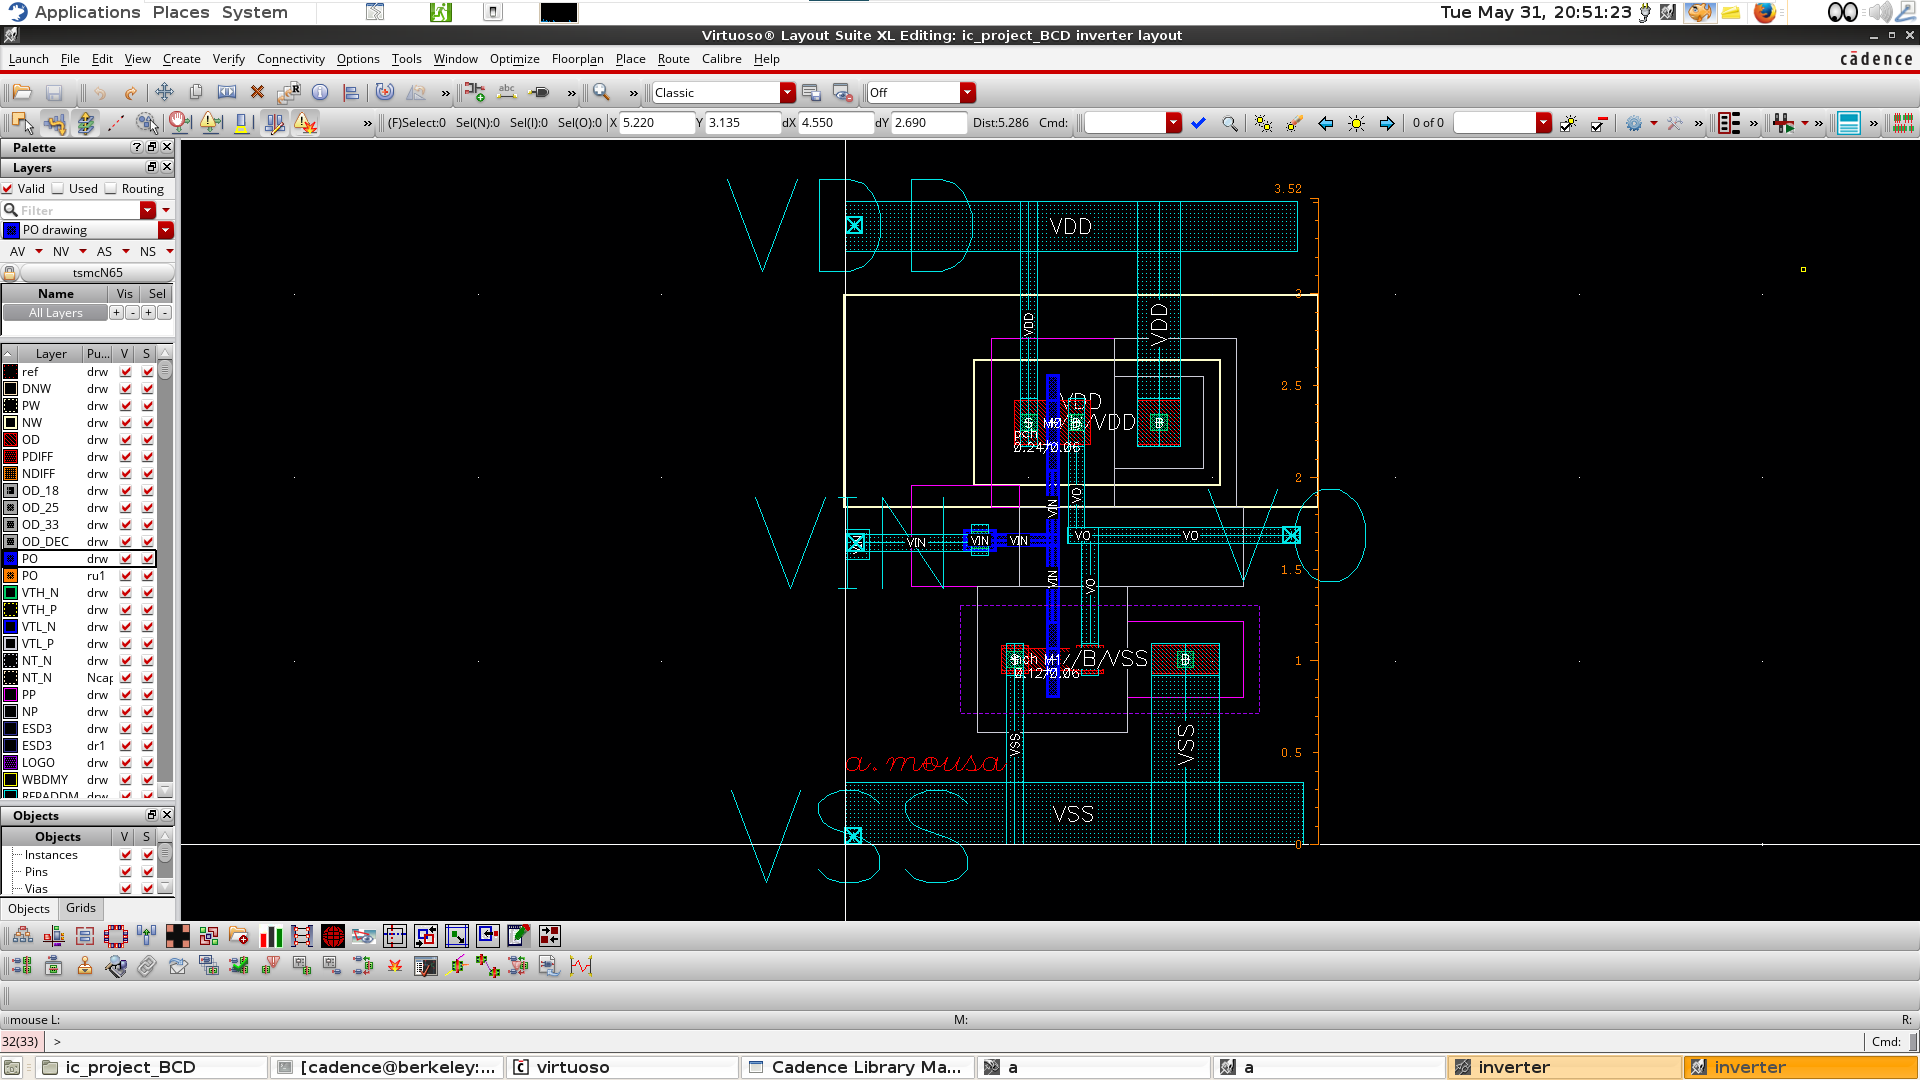 Applications Places System
Tue May 31, 20:51:23
Virtuoso® Layout Suite XL Editing: ic_project_BCD inverter layout
Launch File Edit View Create Verify Connectivity Options Tools Window Optimize Floorplan Place Route Calibre Help
cādence
Classic
Off
(F)Select:0 Sel(N):0 Sel(I):0 Sel(O):0 X 5.220 Y 3.135 dX 4.550 dY 2.690 Dist:5.286 Cmd:
0 of 0
Palette
Layers
Valid Used Routing
Filter
PO drawing
AV NV AS NS
tsmcN65
Name Vis Sel
All Layers + - + -
Layer Pu... V S
ref drw
DNW drw
PW drw
NW drw
OD drw
PDIFF drw
NDIFF drw
OD_18 drw
OD_25 drw
OD_33 drw
OD_DEC drw
PO drw
PO ru1
VTH_N drw
VTH_P drw
VTL_N drw
VTL_P drw
NT_N drw
NT_N Ncap
PP drw
NP drw
ESD3 drw
ESD3 dr1
LOGO drw
WBDMY drw
REPADDM drw
Objects
Objects V S
Instances
Pins
Vias
Objects Grids
VDD
VDD
3.52
3
VDD
VDD
2.5
VDD
S D /VDD B
pch
0.24/0.06
2
VO
VIN
VIN
VO
VIN VIN VIN
VO VO
VIN
VO
1.5
nch M1//B/VSS B
0.12/0.06
1
VSS
VSS
0.5
a.mousa
VSS
VSS
0
mouse L: M: R:
32(33) >
Cmd:
ic_project_BCD
[cadence@berkeley:...
virtuoso
Cadence Library Ma...
a
a
inverter
inverter